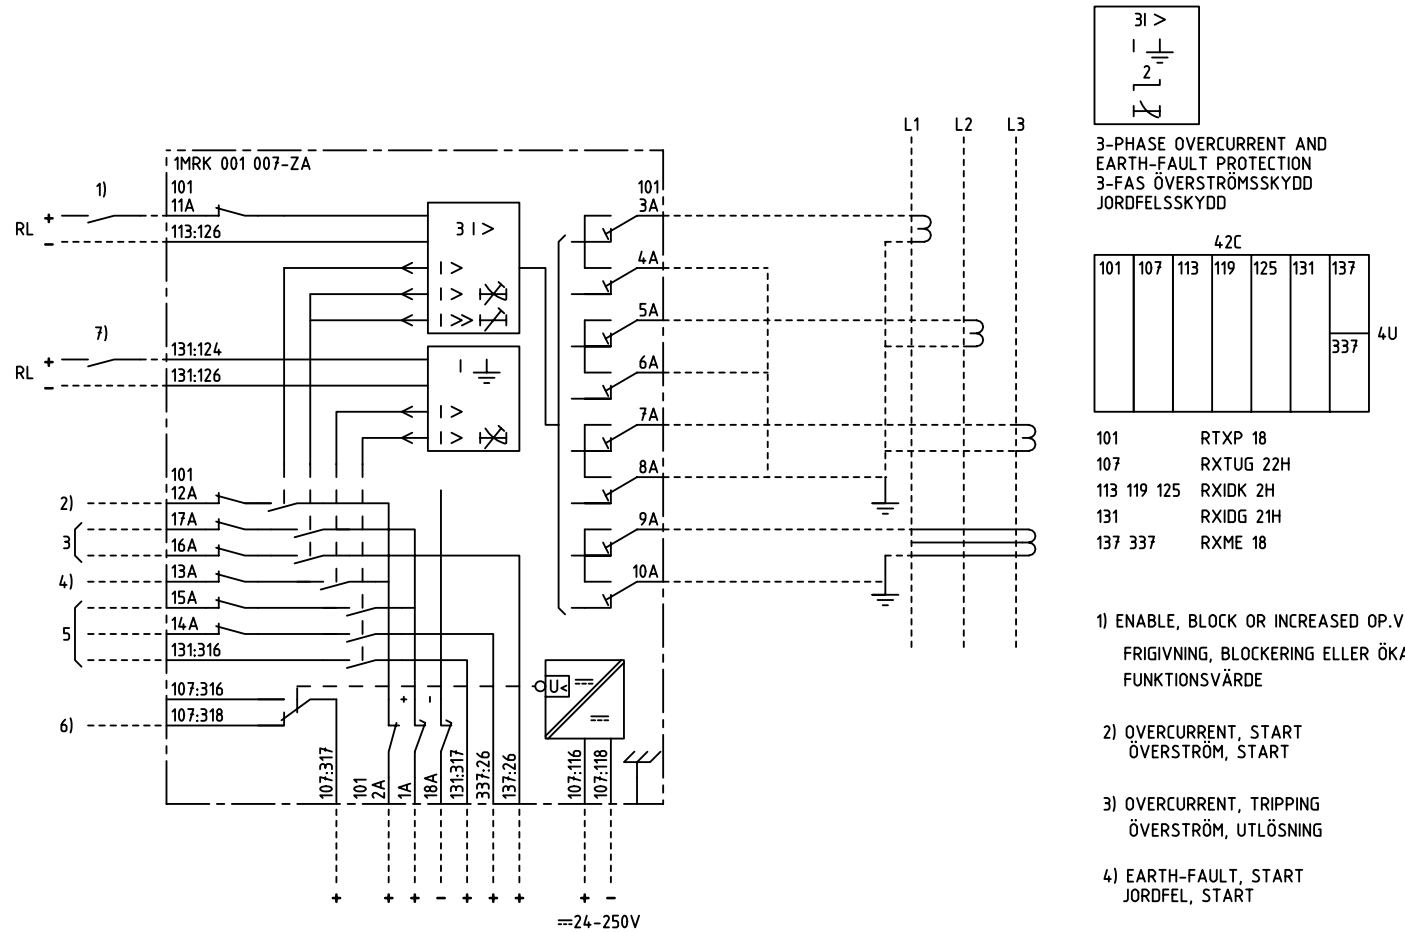 3I >
I
2
3-PHASE OVERCURRENT AND
EARTH-FAULT PROTECTION
3-FAS ÖVERSTRÖMSSKYDD
JORDFELSSKYDD
42C
101 107 113 119 125 131 137
337
4U
101 RTXP 18
107 RXTUG 22H
113 119 125 RXIDK 2H
131 RXIDG 21H
137 337 RXME 18
1) ENABLE, BLOCK OR INCREASED OP.V
FRIGIVNING, BLOCKERING ELLER ÖKA
FUNKTIONSVÄRDE
2) OVERCURRENT, START
ÖVERSTRÖM, START
3) OVERCURRENT, TRIPPING
ÖVERSTRÖM, UTLÖSNING
4) EARTH-FAULT, START
JORDFEL, START
L1 L2 L3
1MRK 001 007-ZA
1)
101
11A
RL + -
113:126
3 I >
I >
I >
I >>
7)
131:124
RL + -
131:126
I
I >
I >
101
3A
4A
5A
6A
7A
8A
9A
10A
101
2) 12A
17A
3
16A
4) 13A
15A
5 14A
131:316
107:316
6) 107:318
+ -
U<
107:317
101
2A
1A
18A
131:317
337:26
137:26
107:116
107:118
+ + + - + + + + -
24-250V